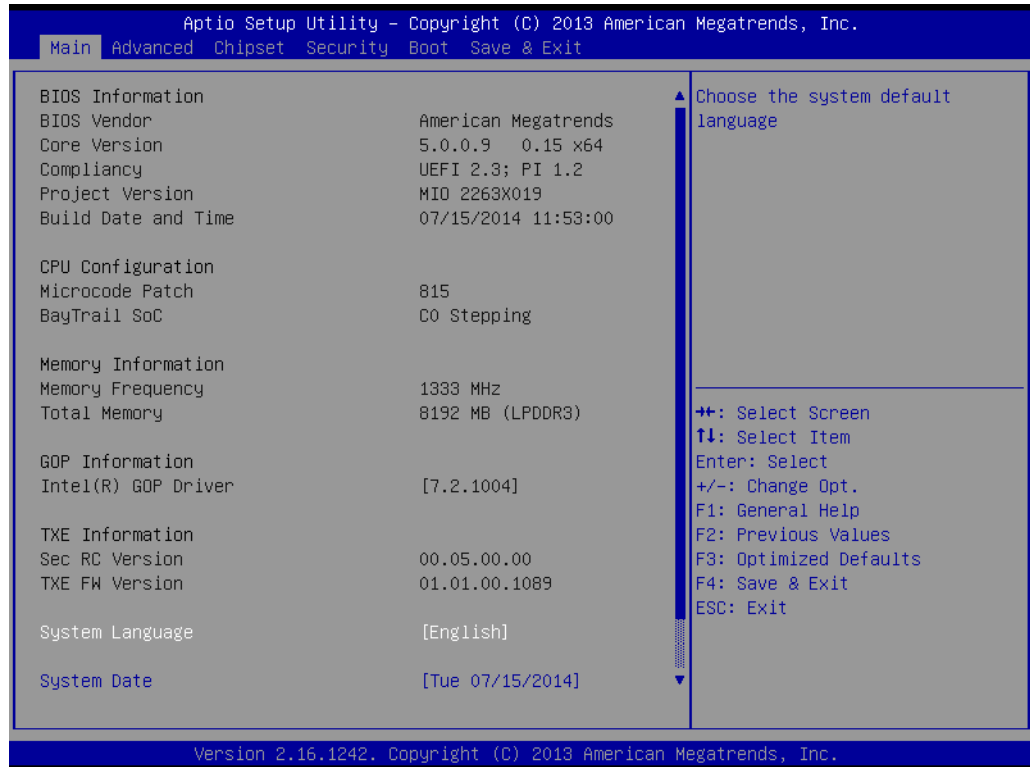 Aptio Setup Utility – Copyright (C) 2013 American Megatrends, Inc.
Main Advanced Chipset Security Boot Save & Exit
BIOS Information
BIOS Vendor American Megatrends
Core Version 5.0.0.9 0.15 x64
Compliancy UEFI 2.3; PI 1.2
Project Version MIO 2263X019
Build Date and Time 07/15/2014 11:53:00
CPU Configuration
Microcode Patch 815
BayTrail SoC C0 Stepping
Memory Information
Memory Frequency 1333 MHz
Total Memory 8192 MB (LPDDR3)
GOP Information
Intel(R) GOP Driver [7.2.1004]
TXE Information
Sec RC Version 00.05.00.00
TXE FW Version 01.01.00.1089
System Language [English]
System Date [Tue 07/15/2014]
Choose the system default
language
→←: Select Screen
↑↓: Select Item
Enter: Select
+/-: Change Opt.
F1: General Help
F2: Previous Values
F3: Optimized Defaults
F4: Save & Exit
ESC: Exit
Version 2.16.1242. Copyright (C) 2013 American Megatrends, Inc.